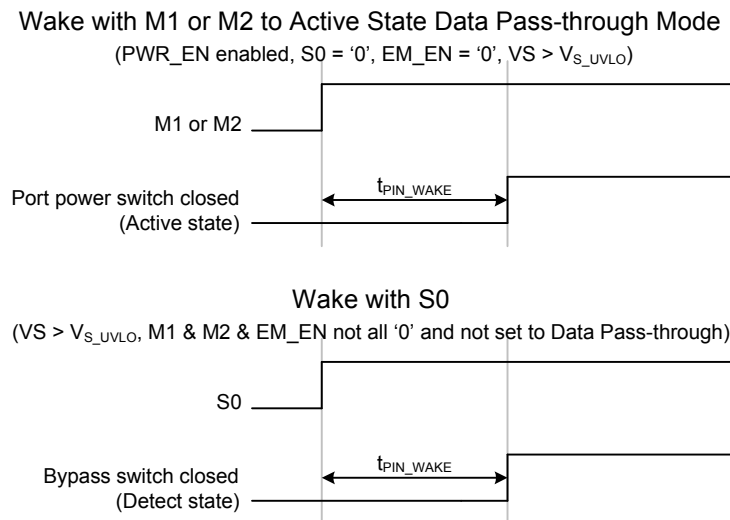 Wake with M1 or M2 to Active State Data Pass-through Mode
(PWR_EN enabled, S0 = ‘0’, EM_EN = ‘0’, VS > VS_UVLO)
M1 or M2
tPIN_WAKE
Port power switch closed
(Active state)
Wake with S0
(VS > VS_UVLO, M1 & M2 & EM_EN not all ‘0’ and not set to Data Pass-through)
S0
tPIN_WAKE
Bypass switch closed
(Detect state)